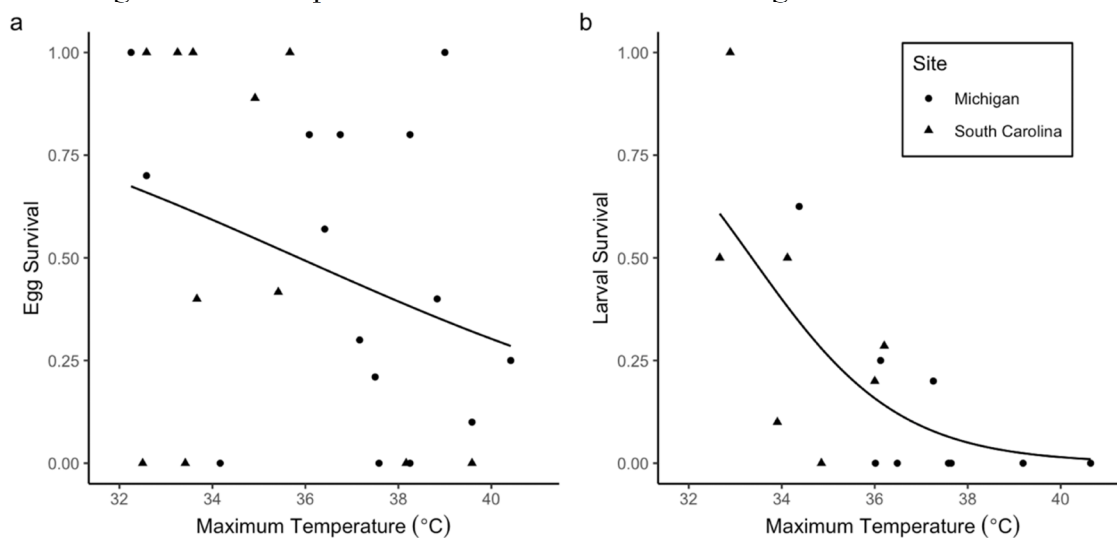 a
1.00
0.75
0.50
0.25
0.00
Egg Survival
32
34
36
38
40
Maximum Temperature (°C)
b
1.00
0.75
0.50
0.25
0.00
Larval Survival
32
34
36
38
40
Maximum Temperature (°C)
Site
Michigan
South Carolina